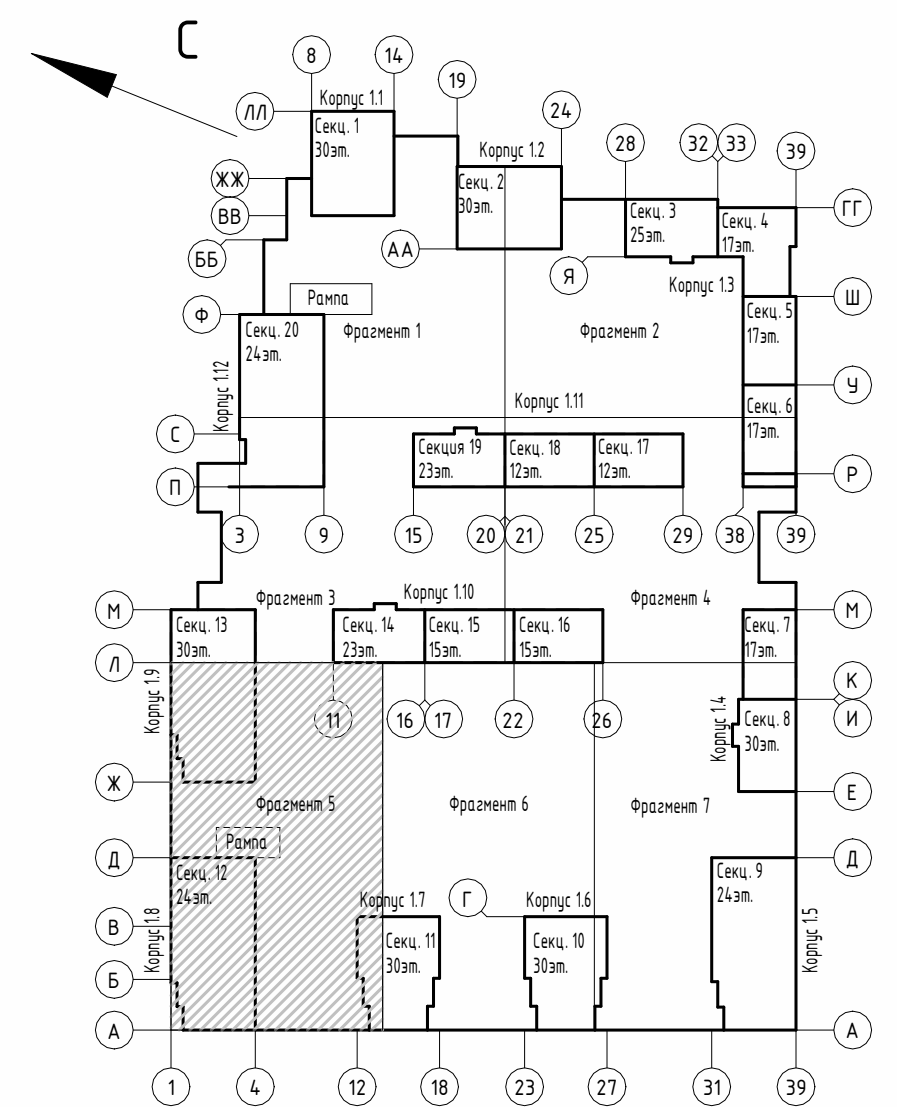 С
8
14
19
24
28
32
33
39
ЛЛ
Корпус 1.1
Секц. 1
30эт.
Корпус 1.2
Секц. 2
30эт.
ЖЖ
ВВ
ББ
АА
Я
Секц. 3
25эт.
Секц. 4
17эт.
ГГ
Корпус 1.3
Ш
Рампа
Ф
Секц. 20
24эт.
Фрагмент 1
Фрагмент 2
Секц. 5
17эт.
Корпус 1.12
У
Корпус 1.11
Секц. 6
17эт.
С
Секция 19
23эт.
Секц. 18
12эт.
Секц. 17
12эт.
Р
П
3
9
15
20
21
25
29
38
39
Фрагмент 3
Корпус 1.10
Фрагмент 4
М
Секц. 13
30эт.
Секц. 14
23эт.
Секц. 15
15эт.
Секц. 16
15эт.
Секц. 7
17эт.
М
Л
Корпус 1.9
11
16
17
22
26
Корпус 1.4
Секц. 8
30эт.
К
И
Ж
Е
Фрагмент 5
Фрагмент 6
Фрагмент 7
Рампа
Д
Секц. 12
24эт.
Секц. 9
24эт.
Д
Корпус 1.7
Г
Корпус 1.6
В
Корпус 1.8
Секц. 11
30эт.
Секц. 10
30эт.
Корпус 1.5
Б
А
А
1
4
12
18
23
27
31
39